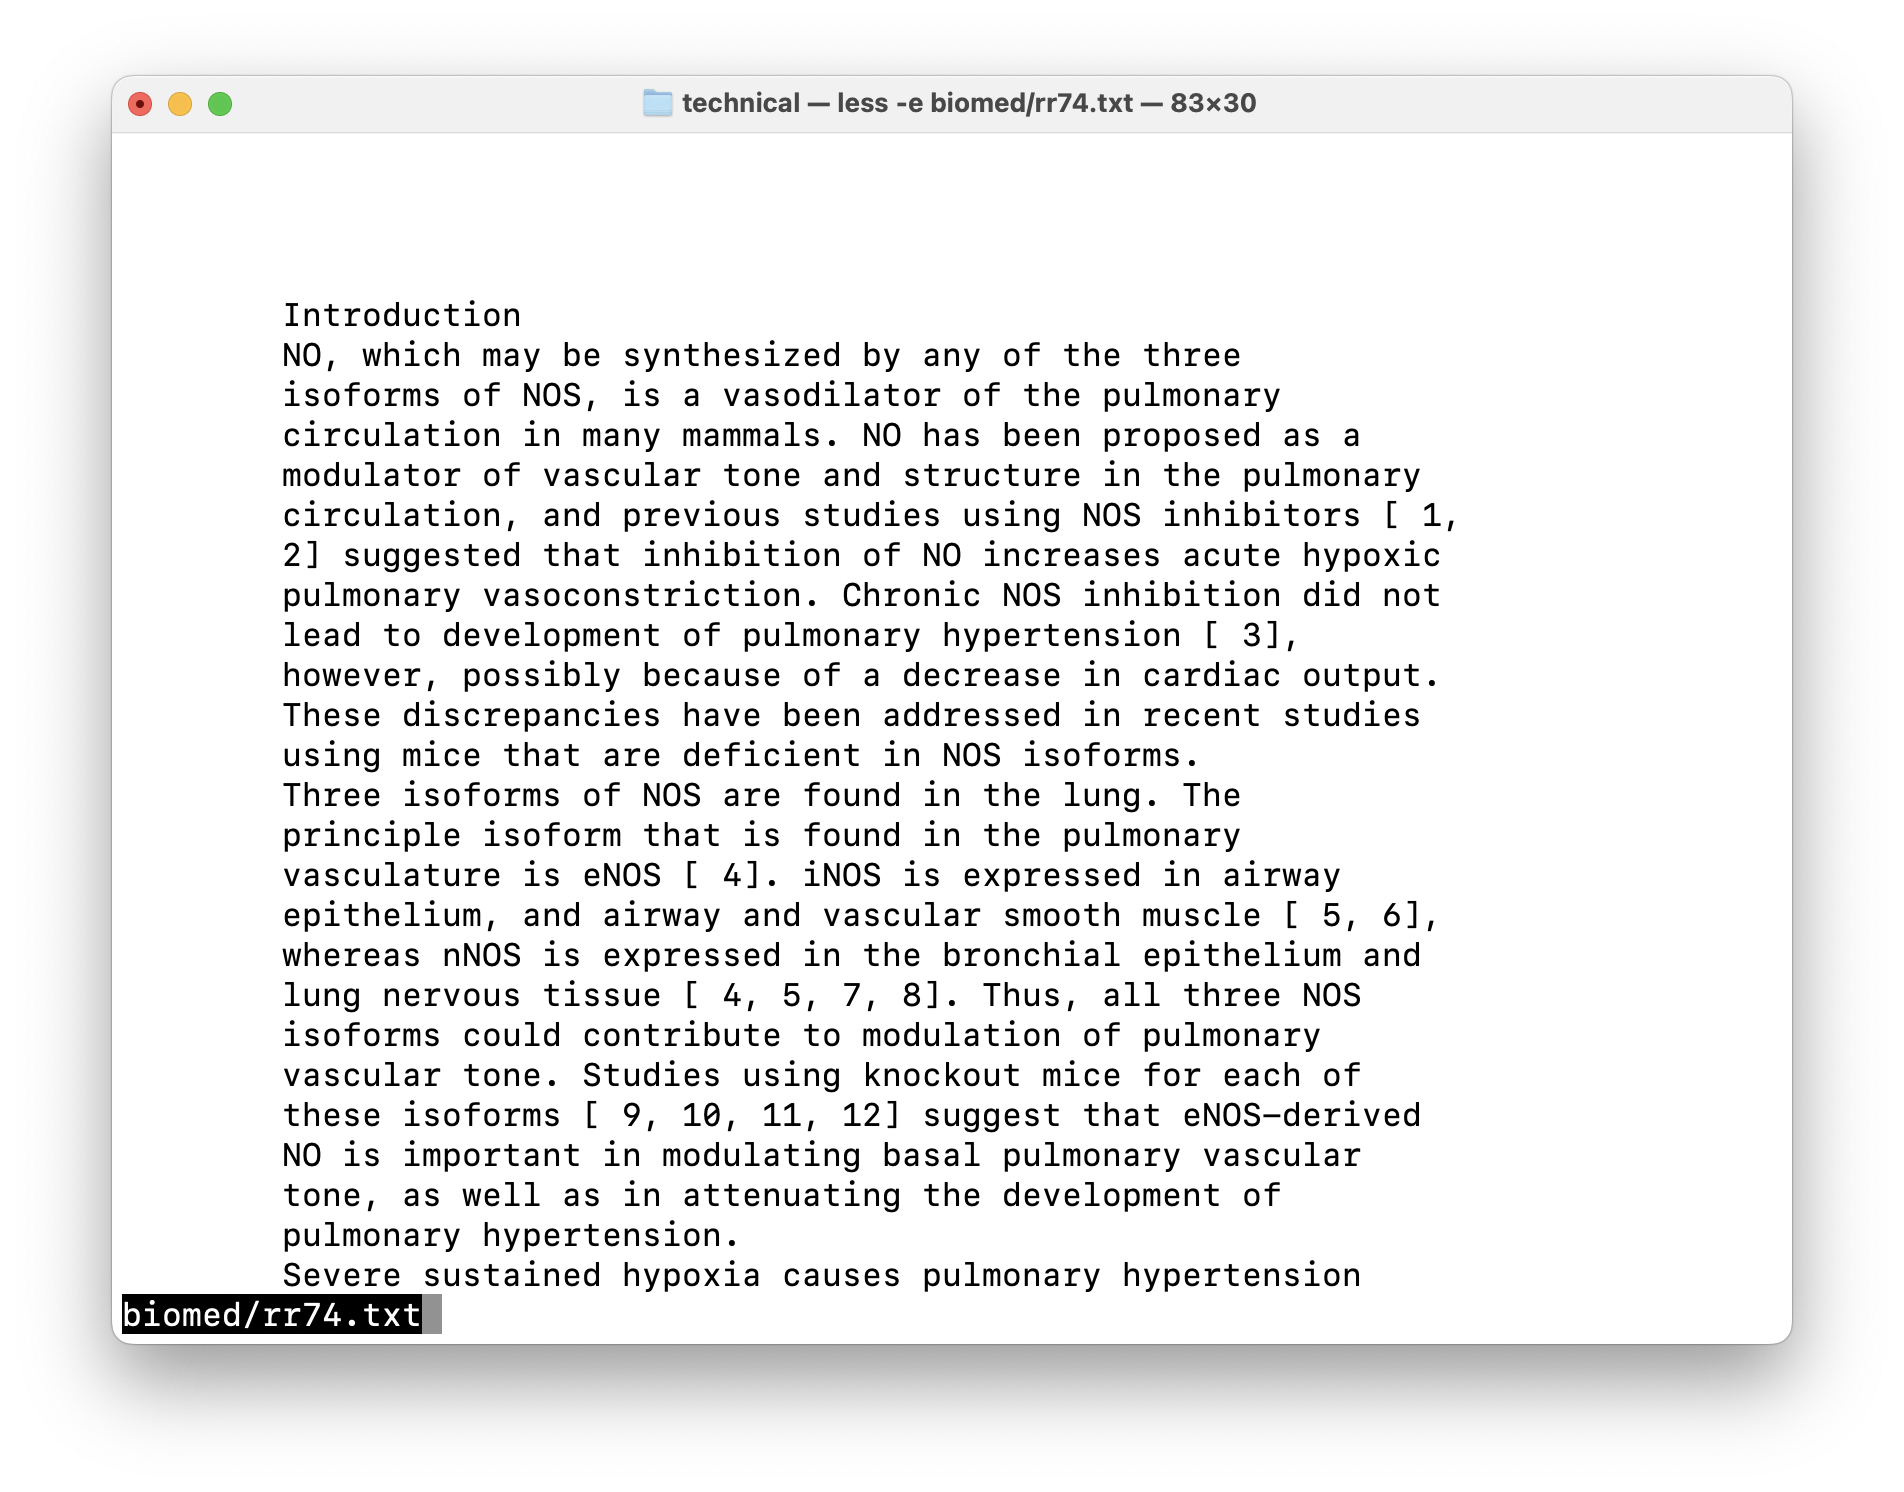 technical — less -e biomed/rr74.txt — 83×30
Introduction
NO, which may be synthesized by any of the three
isoforms of NOS, is a vasodilator of the pulmonary
circulation in many mammals. NO has been proposed as a
modulator of vascular tone and structure in the pulmonary
circulation, and previous studies using NOS inhibitors [ 1,
2] suggested that inhibition of NO increases acute hypoxic
pulmonary vasoconstriction. Chronic NOS inhibition did not
lead to development of pulmonary hypertension [ 3],
however, possibly because of a decrease in cardiac output.
These discrepancies have been addressed in recent studies
using mice that are deficient in NOS isoforms.
Three isoforms of NOS are found in the lung. The
principle isoform that is found in the pulmonary
vasculature is eNOS [ 4]. iNOS is expressed in airway
epithelium, and airway and vascular smooth muscle [ 5, 6],
whereas nNOS is expressed in the bronchial epithelium and
lung nervous tissue [ 4, 5, 7, 8]. Thus, all three NOS
isoforms could contribute to modulation of pulmonary
vascular tone. Studies using knockout mice for each of
these isoforms [ 9, 10, 11, 12] suggest that eNOS-derived
NO is important in modulating basal pulmonary vascular
tone, as well as in attenuating the development of
pulmonary hypertension.
Severe sustained hypoxia causes pulmonary hypertension
biomed/rr74.txt